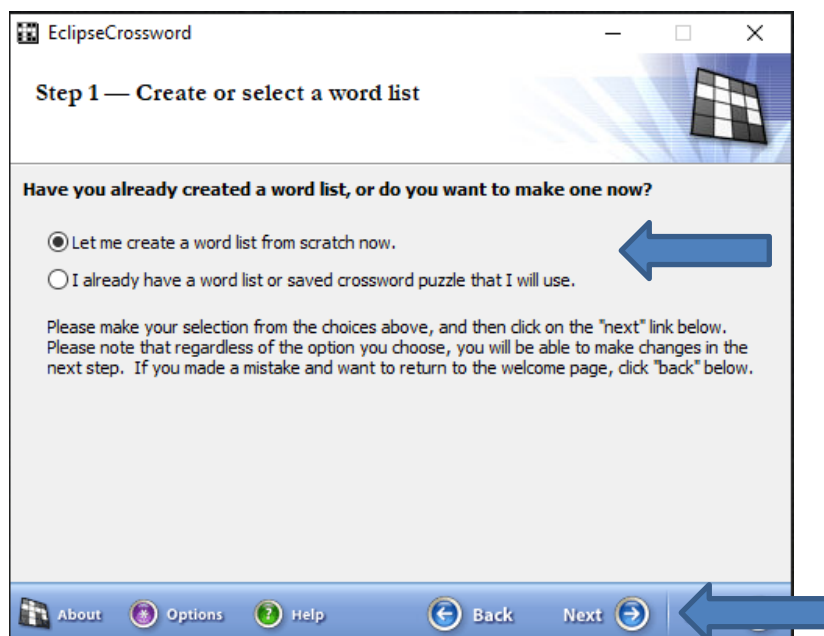 EclipseCrossword
Step 1 — Create or select a word list
Have you already created a word list, or do you want to make one now?
Let me create a word list from scratch now.
I already have a word list or saved crossword puzzle that I will use.
Please make your selection from the choices above, and then click on the "next" link below.
Please note that regardless of the option you choose, you will be able to make changes in the
next step. If you made a mistake and want to return to the welcome page, click "back" below.
About Options Help Back Next